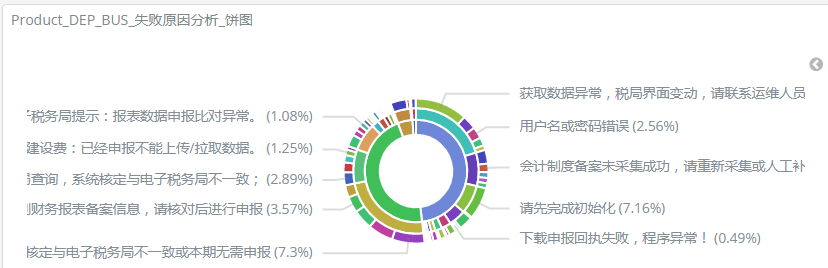 Product_DEP_BUS_失败原因分析_饼图
获取数据异常，税局界面变动，请联系运维人员
税务局提示：报表数据申报比对异常。 (1.08%)
用户名或密码错误 (2.56%)
建设费：已经申报不能上传/拉取数据。 (1.25%)
会计制度备案未采集成功，请重新采集或人工补
查询，系统核定与电子税务局不一致； (2.89%)
请先完成初始化 (7.16%)
财务报表备案信息，请核对后进行申报 (3.57%)
下载申报回执失败，程序异常！ (0.49%)
核定与电子税务局不一致或本期无需申报 (7.3%)